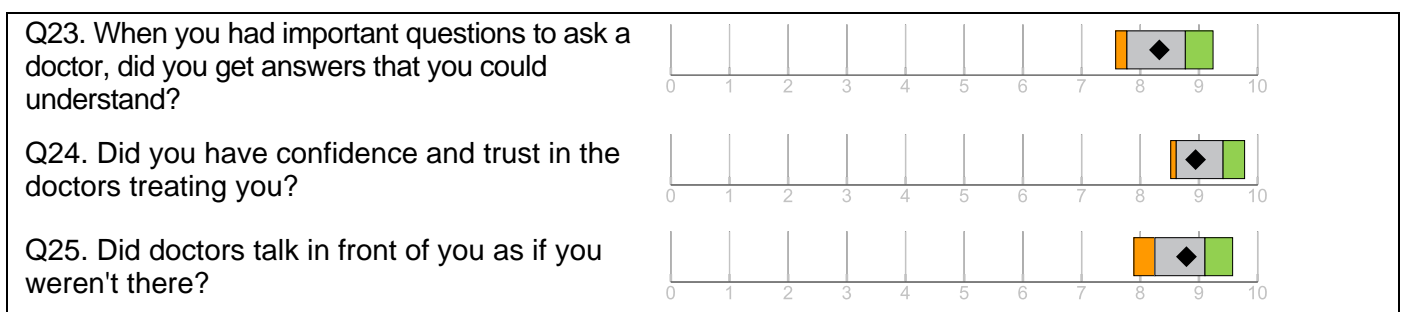 Q23. When you had important questions to ask a
doctor, did you get answers that you could
understand?
0 1 2 3 4 5 6 7 8 9 10
Q24. Did you have confidence and trust in the
doctors treating you?
0 1 2 3 4 5 6 7 8 9 10
Q25. Did doctors talk in front of you as if you
weren't there?
0 1 2 3 4 5 6 7 8 9 10